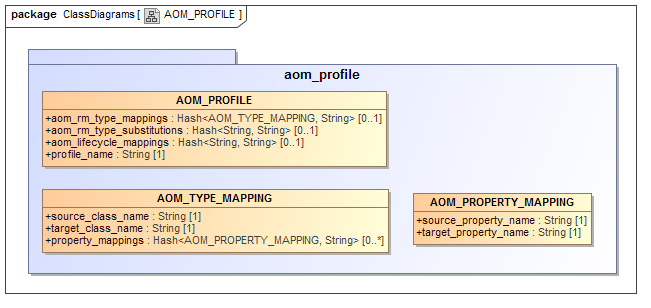 package ClassDiagrams [ AOM_PROFILE ]
aom_profile
AOM_PROFILE
+aom_rm_type_mappings : Hash<AOM_TYPE_MAPPING, String> [0..1]
+aom_rm_type_substitutions : Hash<String, String> [0..1]
+aom_lifecycle_mappings : Hash<String, String> [0..1]
+profile_name : String [1]
AOM_TYPE_MAPPING
+source_class_name : String [1]
+target_class_name : String [1]
+property_mappings : Hash<AOM_PROPERTY_MAPPING, String> [0..*]
AOM_PROPERTY_MAPPING
+source_property_name : String [1]
+target_property_name : String [1]